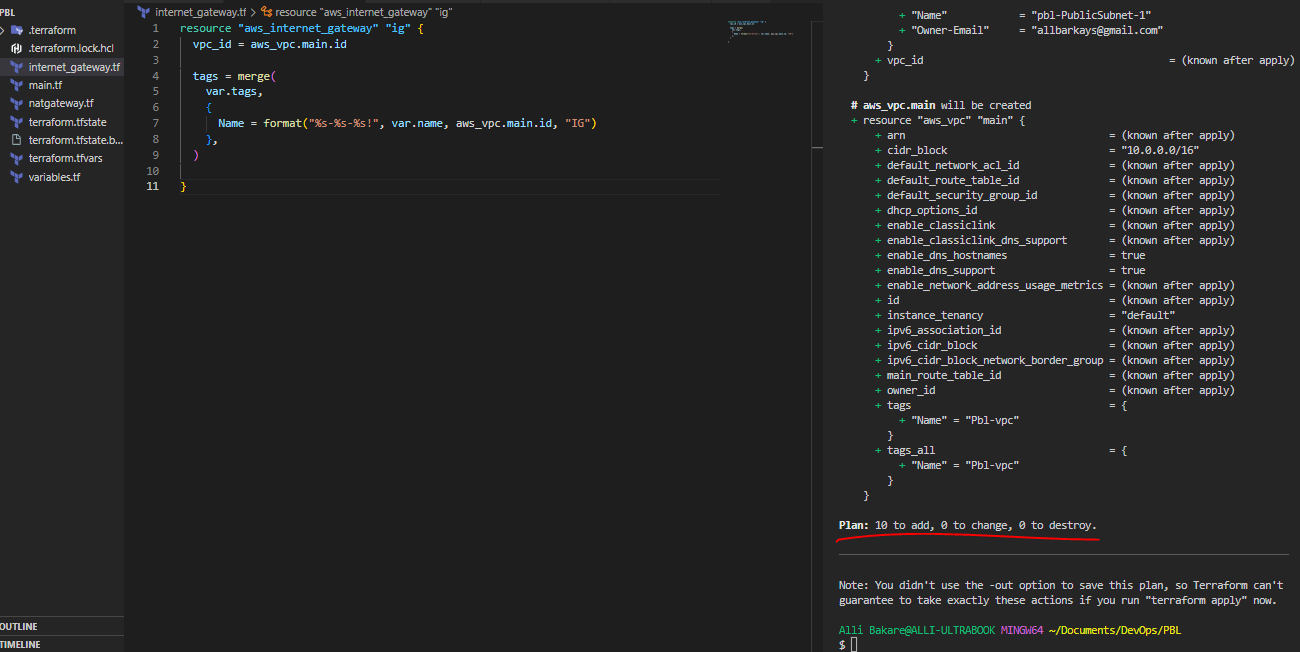 PBL
.terraform
.terraform.lock.hcl
internet_gateway.tf
main.tf
natgateway.tf
terraform.tfstate
terraform.tfstate.b...
terraform.tfvars
variables.tf
OUTLINE
TIMELINE
internet_gateway.tf > resource "aws_internet_gateway" "ig"
1 resource "aws_internet_gateway" "ig" {
2 vpc_id = aws_vpc.main.id
3
4 tags = merge(
5 var.tags,
6 {
7 Name = format("%s-%s-%s!", var.name, aws_vpc.main.id, "IG")
8 },
9 )
10
11 }
+ "Name" = "pbl-PublicSubnet-1"
+ "Owner-Email" = "allbarkays@gmail.com"
}
+ vpc_id = (known after apply)
}
# aws_vpc.main will be created
+ resource "aws_vpc" "main" {
+ arn = (known after apply)
+ cidr_block = "10.0.0.0/16"
+ default_network_acl_id = (known after apply)
+ default_route_table_id = (known after apply)
+ default_security_group_id = (known after apply)
+ dhcp_options_id = (known after apply)
+ enable_classiclink = (known after apply)
+ enable_classiclink_dns_support = (known after apply)
+ enable_dns_hostnames = true
+ enable_dns_support = true
+ enable_network_address_usage_metrics = (known after apply)
+ id = (known after apply)
+ instance_tenancy = "default"
+ ipv6_association_id = (known after apply)
+ ipv6_cidr_block = (known after apply)
+ ipv6_cidr_block_network_border_group = (known after apply)
+ main_route_table_id = (known after apply)
+ owner_id = (known after apply)
+ tags = {
+ "Name" = "Pbl-vpc"
}
+ tags_all = {
+ "Name" = "Pbl-vpc"
}
}
Plan: 10 to add, 0 to change, 0 to destroy.
Note: You didn't use the -out option to save this plan, so Terraform can't
guarantee to take exactly these actions if you run "terraform apply" now.
Alli Bakare@ALLI-ULTRABOOK MINGW64 ~/Documents/DevOps/PBL
$